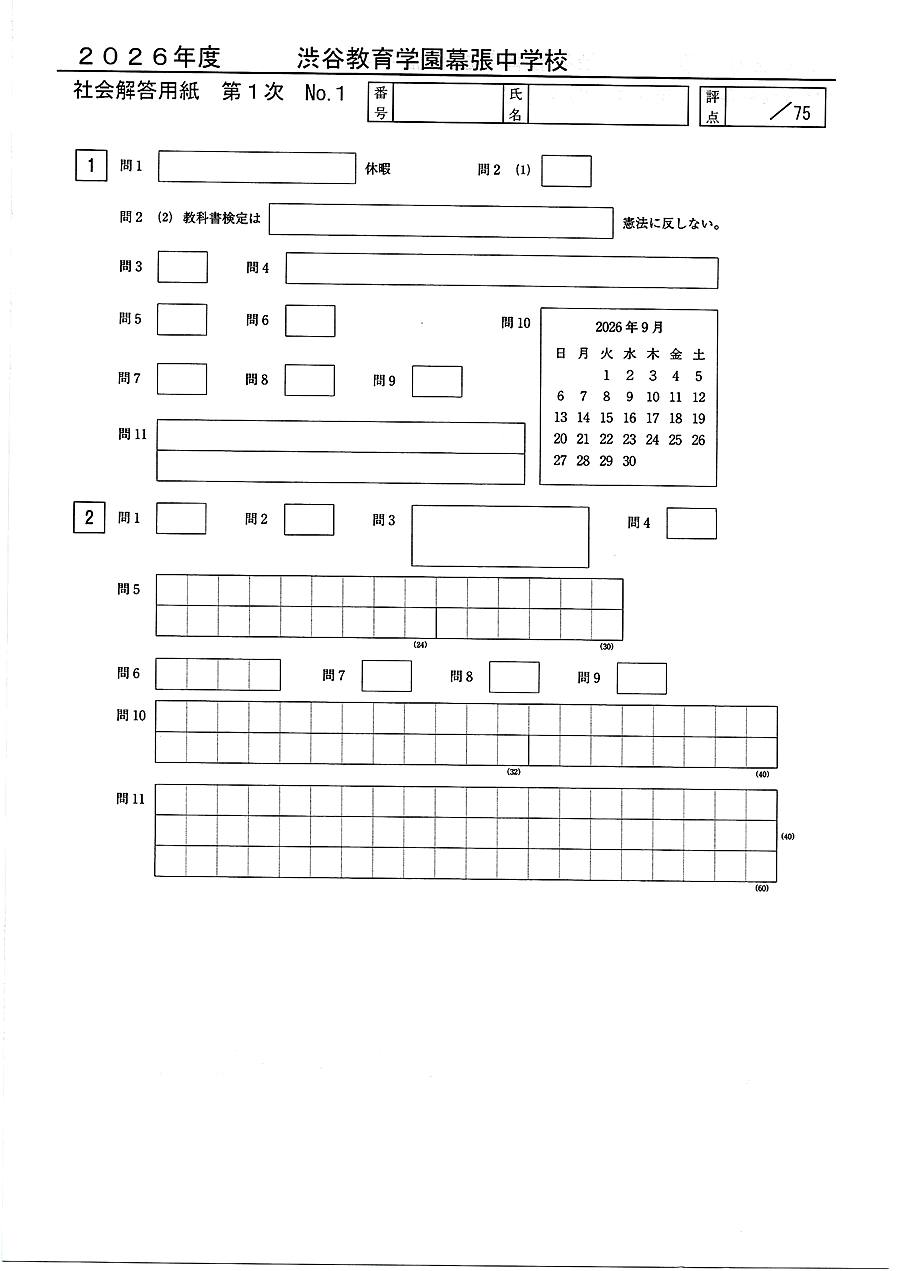 2026年度 渋谷教育学園幕張中学校
社会解答用紙 第1次 No.1 番号 氏名 評点 /75
1 問1 休暇 問2 (1)
問2 (2) 教科書検定は 憲法に反しない。
問3 問4
問5 問6 問10
2026年9月
日 月 火 水 木 金 土
1 2 3 4 5
6 7 8 9 10 11 12
13 14 15 16 17 18 19
20 21 22 23 24 25 26
27 28 29 30
問7 問8 問9
問11
2 問1 問2 問3 問4
問5
(24) (30)
問6 問7 問8 問9
問10
(32) (40)
問11
(40)
(60)